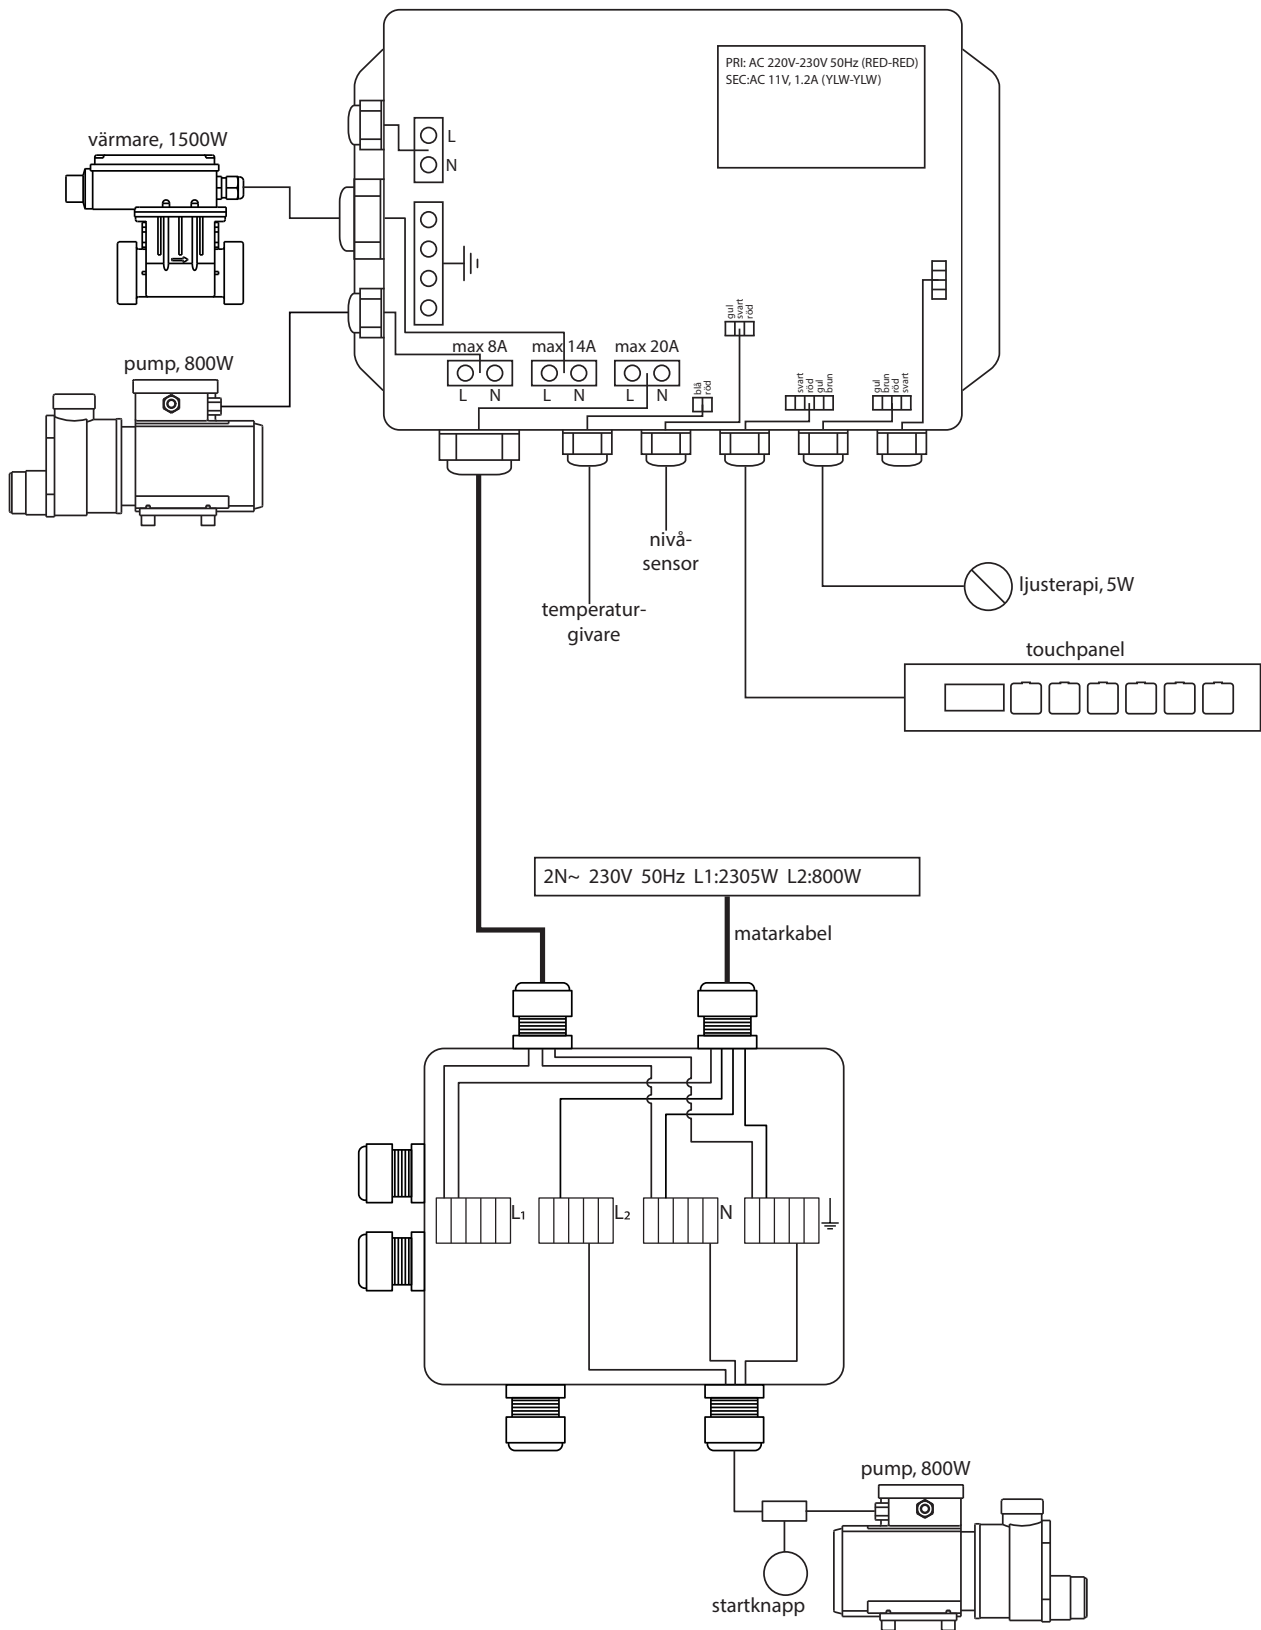 PRI: AC 220V-230V 50Hz (RED-RED)
SEC:AC 11V, 1.2A (YLW-YLW)
värmare, 1500W
L
N
pump, 800W
max 8A
max 14A
max 20A
L N
L N
L N
blå
röd
gul
svart
röd
svart
röd
gul
brun
gul
brun
röd
svart
nivå-
sensor
temperatur-
givare
ljusterapi, 5W
touchpanel
2N~ 230V 50Hz L1:2305W L2:800W
matarkabel
L1
L2
N
pump, 800W
startknapp